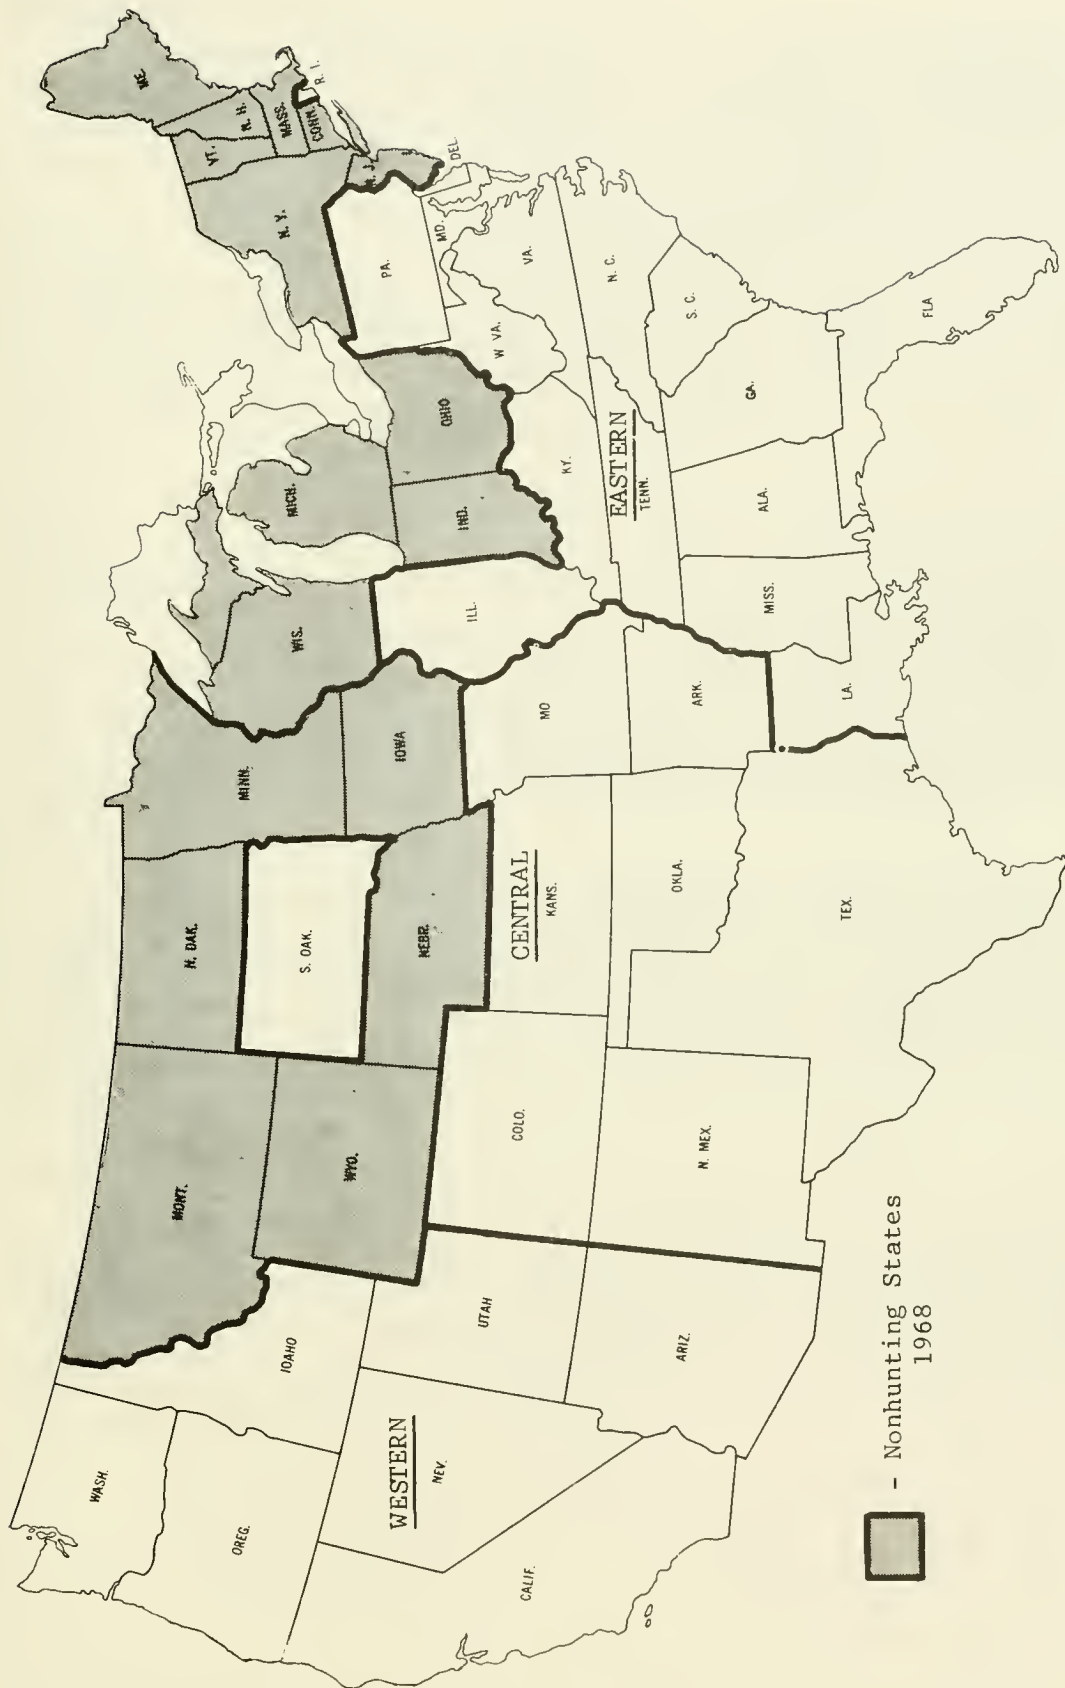 WASH.
OREG.
CALIF.
WESTERN
NEV.
IOAHO
UTAH
ARIZ.
MONT.
WYO.
COLO.
N. MEX.
N. DAK.
S. OAK.
NEBR.
CENTRAL
KANS.
OKLA.
TEX.
MINN.
IOWA
MO
ARK.
LA.
WIS.
ILL.
MISS.
MICH.
IND.
OHIO
KY.
EASTERN
TENN.
ALA.
GA.
FLA
S. C.
N. C.
VA.
W VA.
MD.
DEL.
PA.
N. J.
N.Y.
CONN.
R. I.
MASS.
VT.
N. H.
ME.
- Nonhunting States
1968